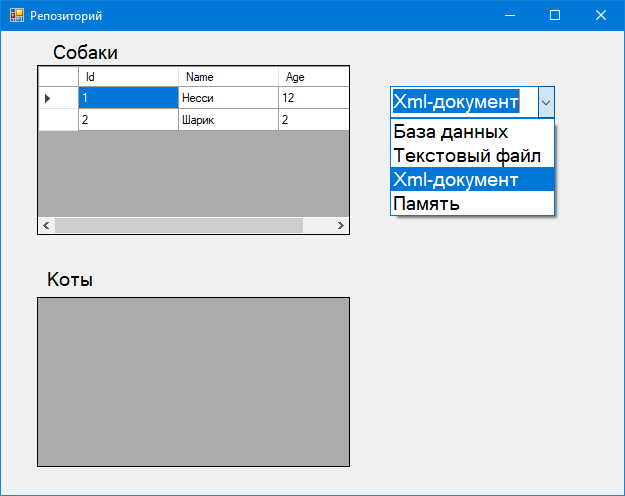 Репозиторий
Собаки
Id Name Age
1 Несси 12
2 Шарик 2
Xml-документ
База данных
Текстовый файл
Xml-документ
Память
Коты